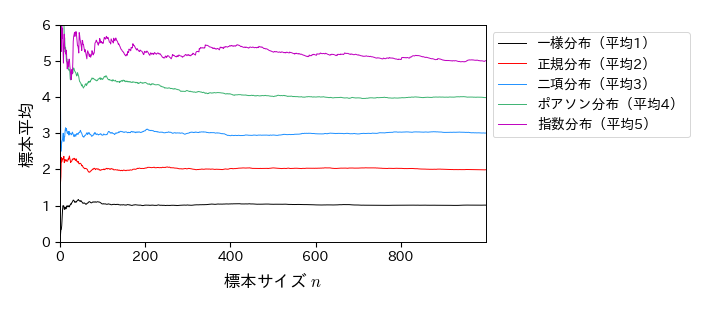 6
5
4
3
2
1
0
標本平均
0
200
400
600
800
標本サイズ n
一様分布（平均1）
正規分布（平均2）
二項分布（平均3）
ポアソン分布（平均4）
指数分布（平均5）